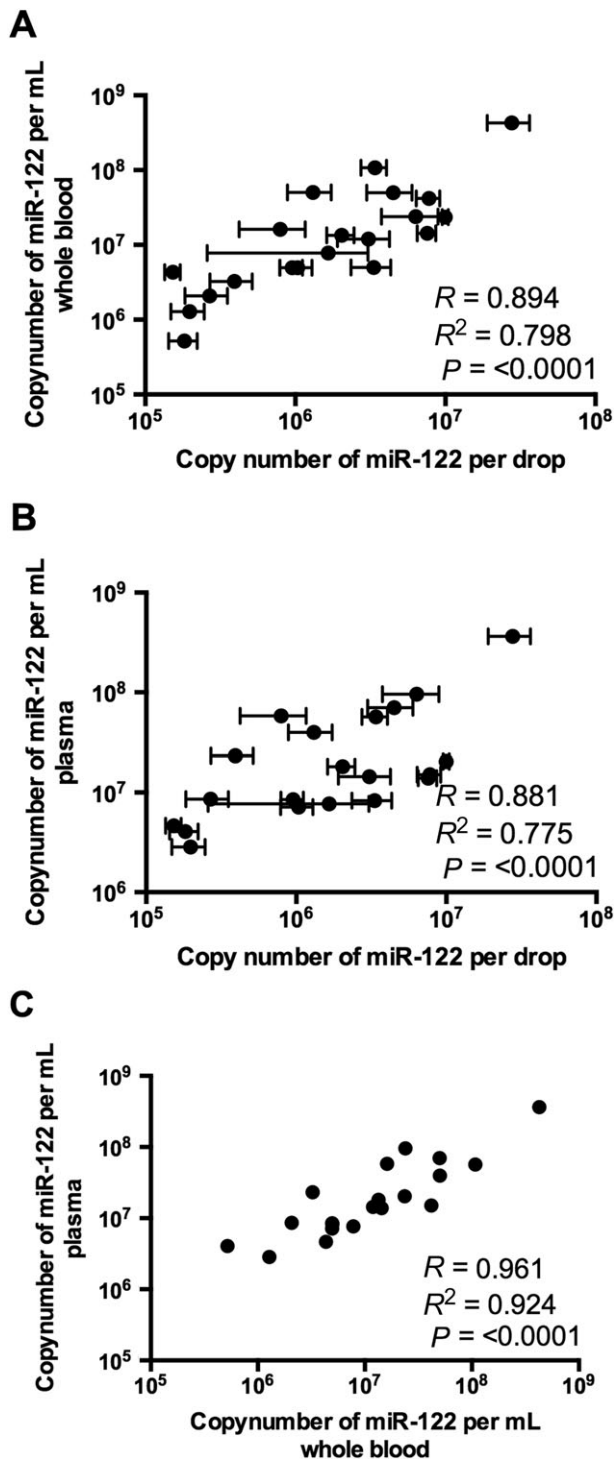 A
Copynumber of miR-122 per mL
whole blood
10⁹
10⁸
10⁷
10⁶
10⁵
R = 0.894
R² = 0.798
P = <0.0001
10⁵ 10⁶ 10⁷ 10⁸
Copy number of miR-122 per drop
B
Copynumber of miR-122 per mL
plasma
10⁹
10⁸
10⁷
10⁶
R = 0.881
R² = 0.775
P = <0.0001
10⁵ 10⁶ 10⁷ 10⁸
Copy number of miR-122 per drop
C
Copynumber of miR-122 per mL
plasma
10⁹
10⁸
10⁷
10⁶
10⁵
R = 0.961
R² = 0.924
P = <0.0001
10⁵ 10⁶ 10⁷ 10⁸ 10⁹
Copynumber of miR-122 per mL
whole blood